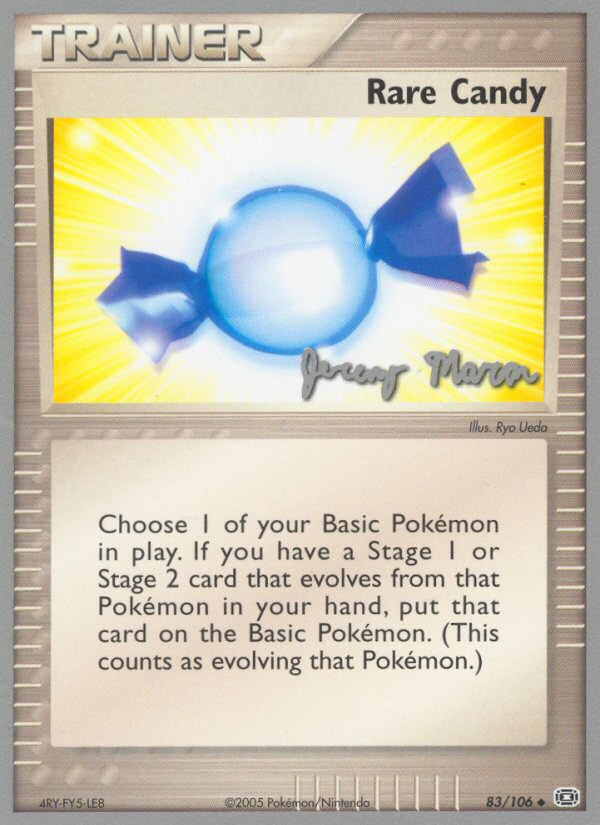 TRAINER
Rare Candy
Jeremy Maron
Illus. Ryo Ueda
Choose 1 of your Basic Pokémon
in play. If you have a Stage 1 or
Stage 2 card that evolves from that
Pokémon in your hand, put that
card on the Basic Pokémon. (This
counts as evolving that Pokémon.)
4RY-FY5-LE8
©2005 Pokémon/Nintendo
83/106